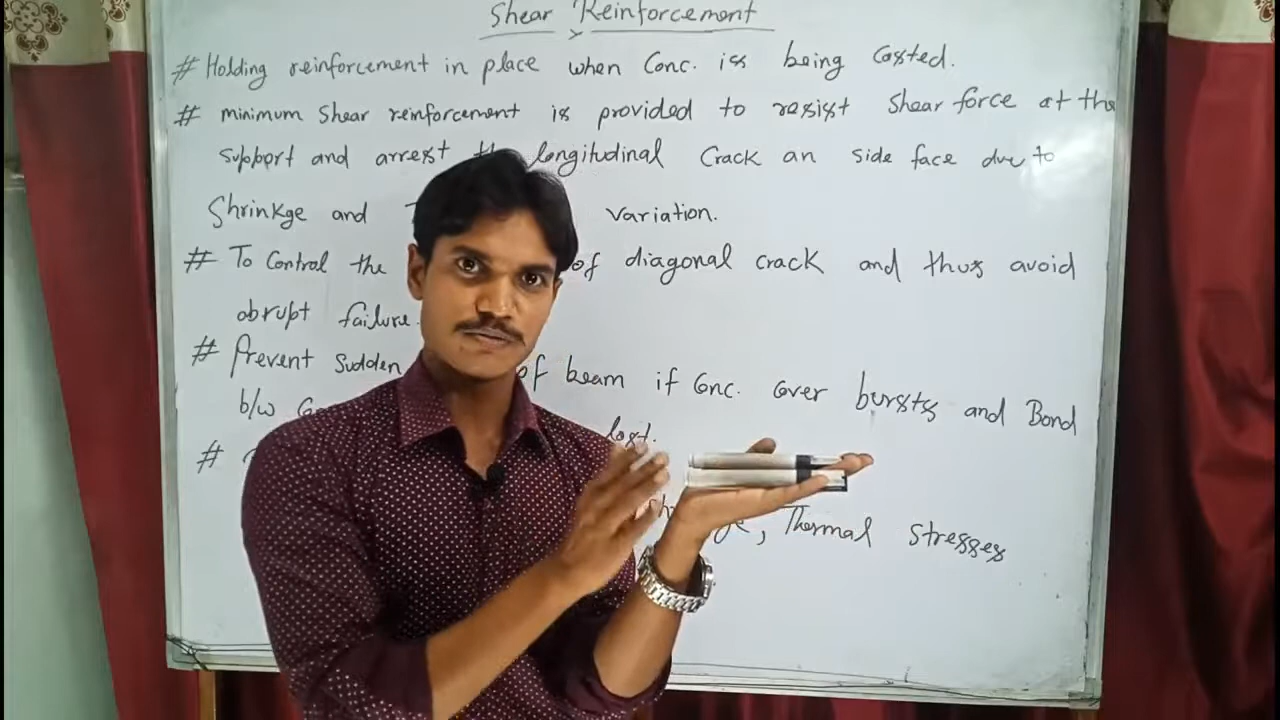 Shear Reinforcement
# Holding reinforcement in place when Conc. is being Casted.
# minimum Shear reinforcement is provided to resist Shear force at the
support and arrest the longitudinal Crack an side face due to
Shrinkge and variation.
# To Control the of diagonal crack and thus avoid
abrupt failure.
# Prevent Sudden of beam if Conc. Cover bursts and Bond
b/w lost.
#
, Thermal stresses